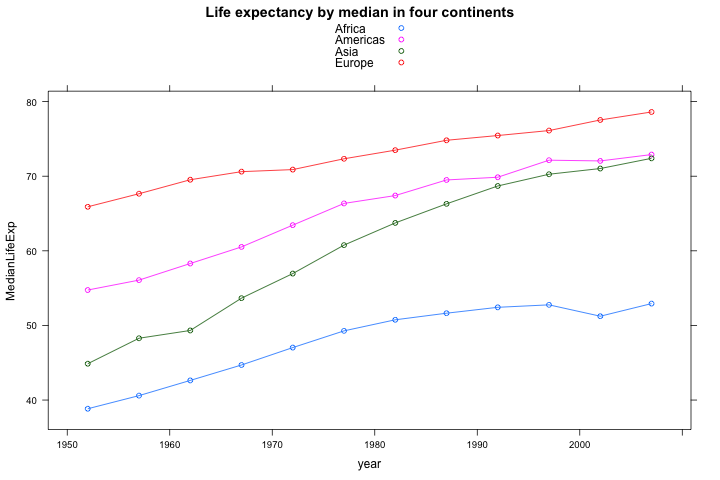 Life expectancy by median in four continents
Africa
Americas
Asia
Europe
80
70
60
50
40
MedianLifeExp
1950 1960 1970 1980 1990 2000
year